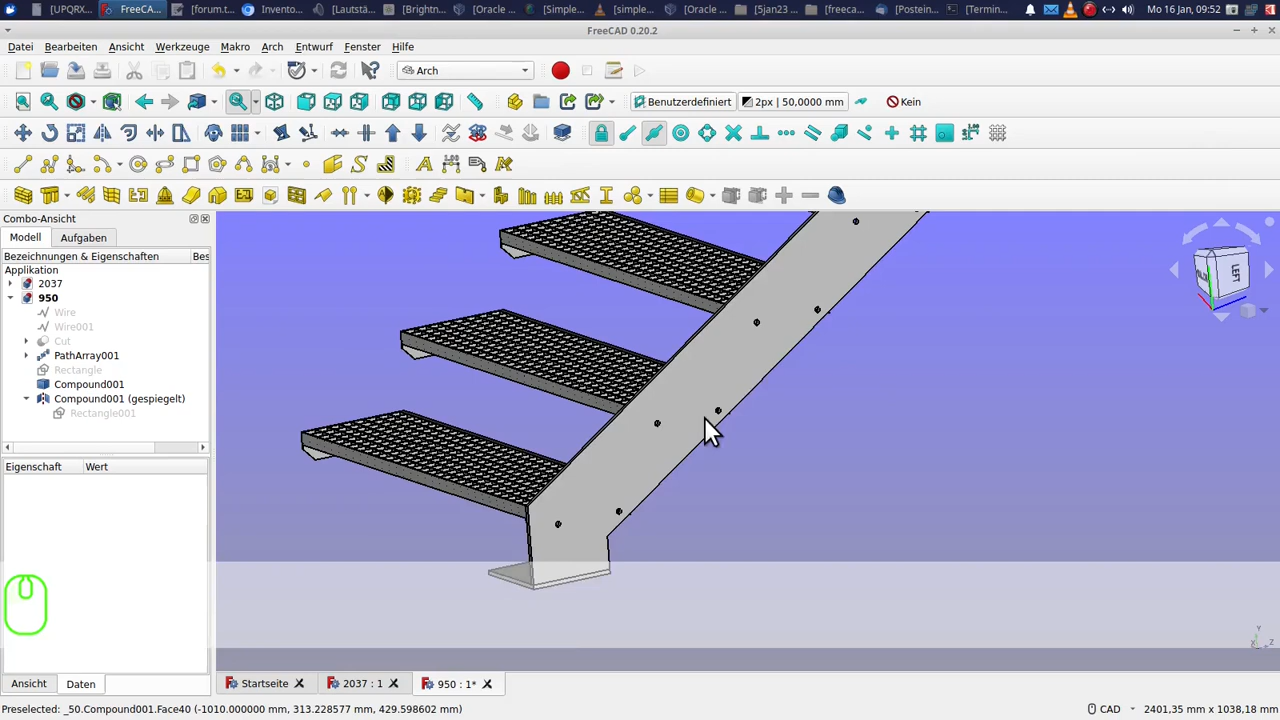 [UPQRX... FreeCA... [forum.t... Invento... [Lautstä... [Brightn... [Oracle ... [Simple... [simple... [Oracle ... [5jan23 ... [freeca... [Postein... [Termin... Mo 16 Jan, 09:52
FreeCAD 0.20.2
Datei Bearbeiten Ansicht Werkzeuge Makro Arch Entwurf Fenster Hilfe
Arch
Benutzerdefiniert 2px | 50,0000 mm Kein
Combo-Ansicht
Modell Aufgaben
Bezeichnungen & Eigenschaften Bes
Applikation
2037
950
Wire
Wire001
Cut
PathArray001
Rectangle
Compound001
Compound001 (gespiegelt)
Rectangle001
Eigenschaft Wert
LEFT
Ansicht Daten
Startseite 2037 : 1 950 : 1*
Preselected: _50.Compound001.Face40 (-1010.000000 mm, 313.228577 mm, 429.598602 mm) CAD 2401,35 mm x 1038,18 mm